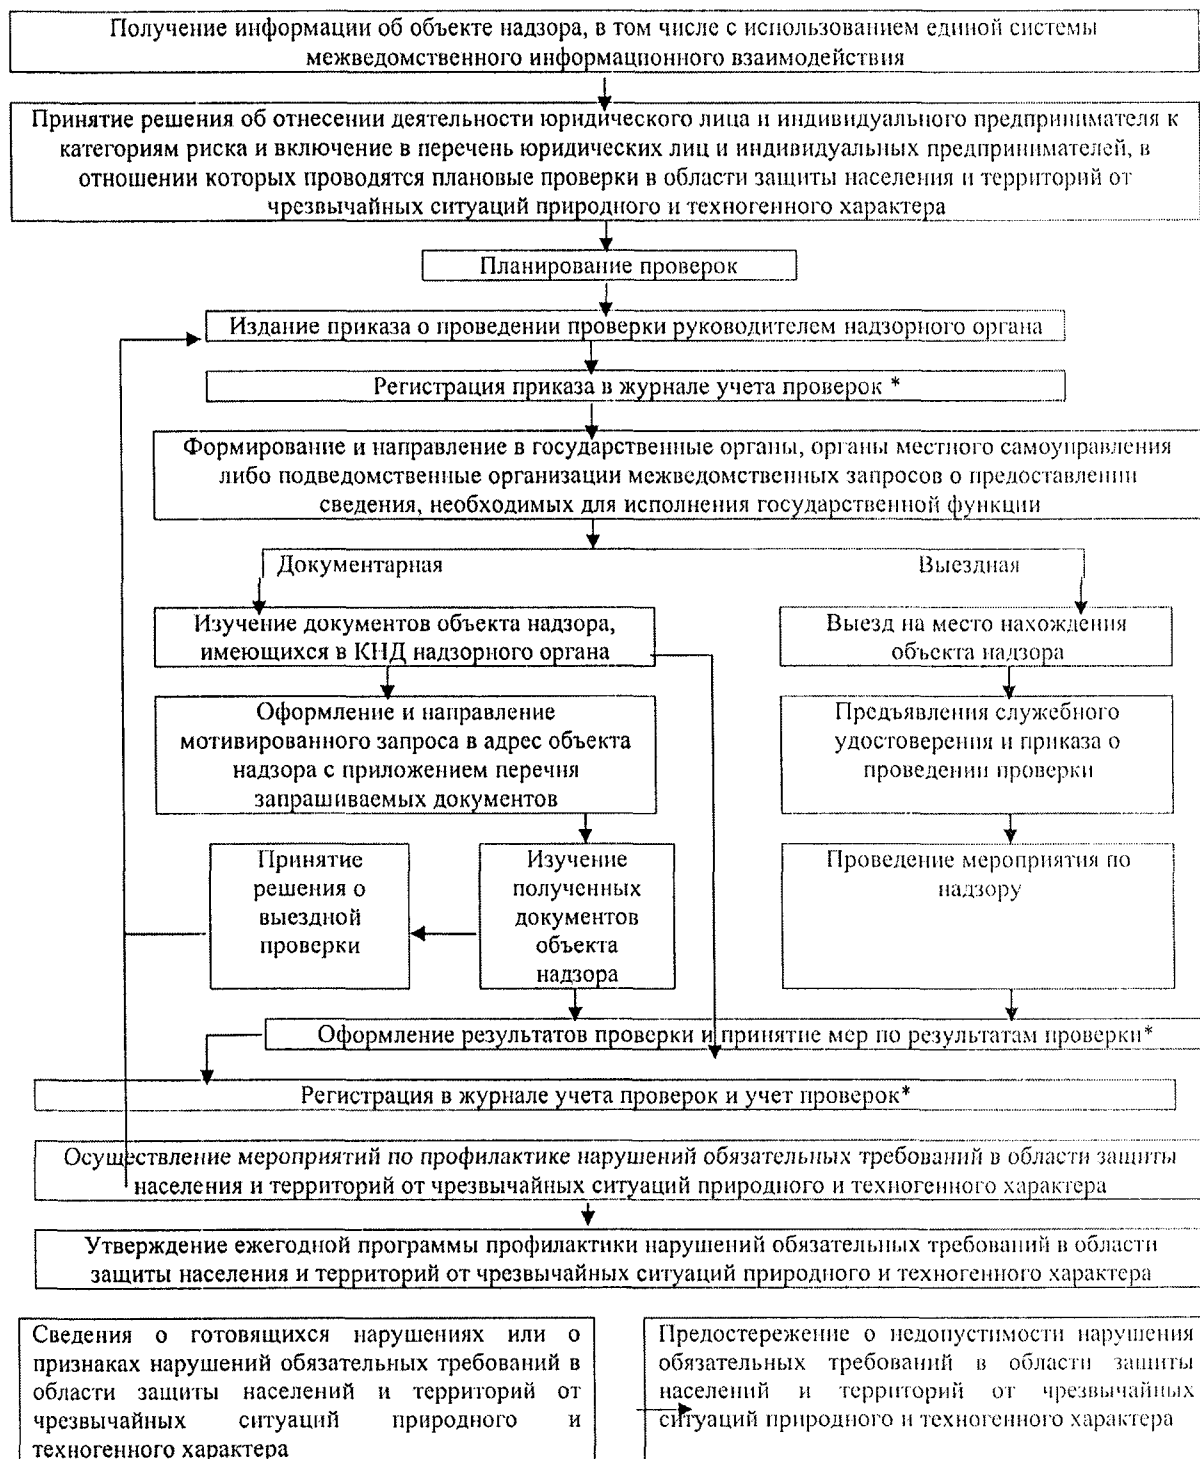 Получение информации об объекте надзора, в том числе с использованием единой системы
межведомственного информационного взаимодействия
Принятие решения об отнесении деятельности юридического лица и индивидуального предпринимателя к
категориям риска и включение в перечень юридических лиц и индивидуальных предпринимателей, в
отношении которых проводятся плановые проверки в области защиты населения и территорий от
чрезвычайных ситуаций природного и техногенного характера
Планирование проверок
Издание приказа о проведении проверки руководителем надзорного органа
Регистрация приказа в журнале учета проверок *
Формирование и направление в государственные органы, органы местного самоуправления
либо подведомственные организации межведомственных запросов о предоставлении
сведения, необходимых для исполнения государственной функции
Документарная
Выездная
Изучение документов объекта надзора,
имеющихся в КНД надзорного органа
Выезд на место нахождения
объекта надзора
Оформление и направление
мотивированного запроса в адрес объекта
надзора с приложением перечня
запрашиваемых документов
Предъявления служебного
удостоверения и приказа о
проведении проверки
Принятие
решения о
выездной
проверки
Изучение
полученных
документов
объекта
надзора
Проведение мероприятия по
надзору
Оформление результатов проверки и принятие мер по результатам проверки*
Регистрация в журнале учета проверок и учет проверок*
Осуществление мероприятий по профилактике нарушений обязательных требований в области защиты
населения и территорий от чрезвычайных ситуаций природного и техногенного характера
Утверждение ежегодной программы профилактики нарушений обязательных требований в области
защиты населения и территорий от чрезвычайных ситуаций природного и техногенного характера
Сведения о готовящихся нарушениях или о
признаках нарушений обязательных требований в
области защиты населений и территорий от
чрезвычайных ситуаций природного и
техногенного характера
Предостережение о недопустимости нарушения
обязательных требований в области защиты
населений и территорий от чрезвычайных
ситуаций природного и техногенного характера